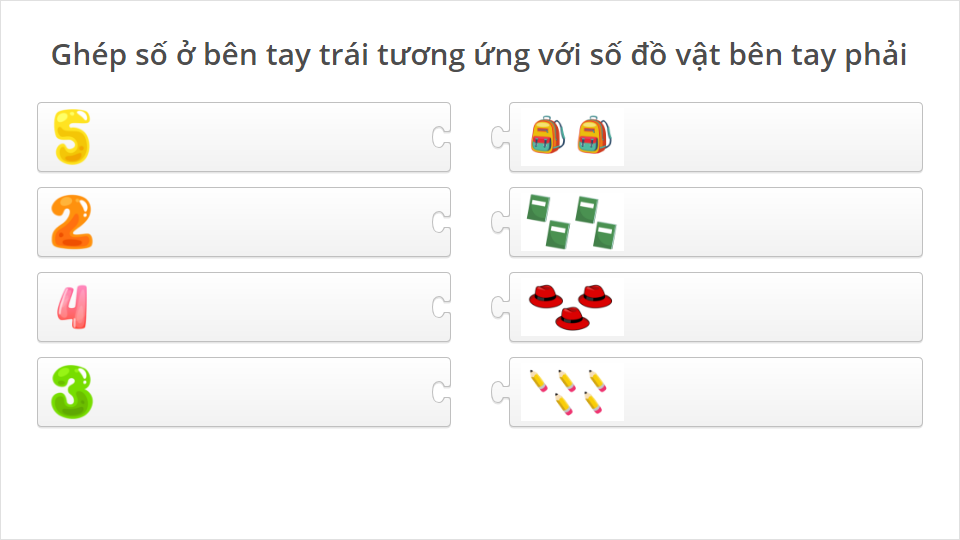 Ghép số ở bên tay trái tương ứng với số đồ vật bên tay phải
5
2
4
3